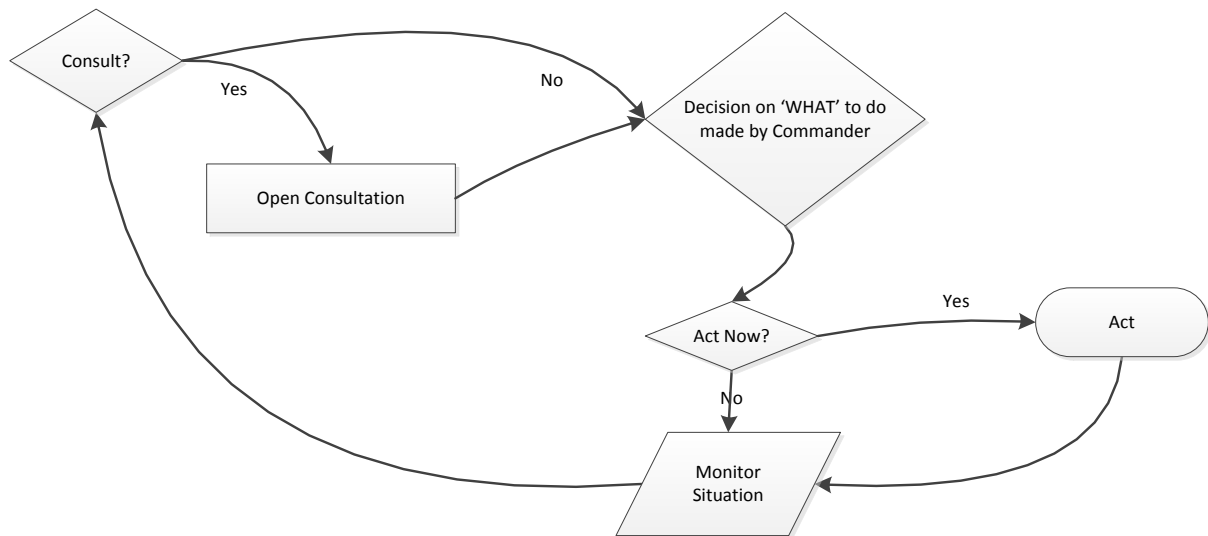 Consult?
No
Yes
Decision on ‘WHAT’ to do
made by Commander
Open Consultation
Yes
Act
Act Now?
No
Monitor
Situation